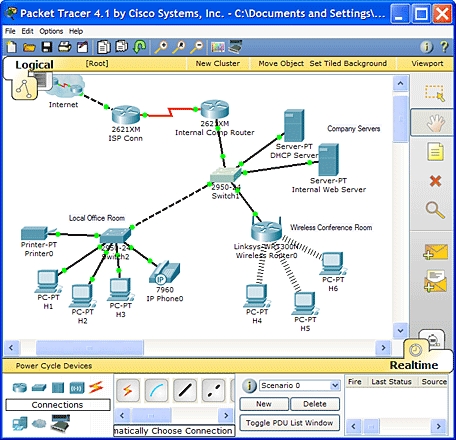 Packet Tracer 4.1 by Cisco Systems, Inc. - C:\Documents and Settings\...
File Edit Options Help
Logical
[Root]
New Cluster
Move Object
Set Tiled Background
Viewport
Internet
2621XM
ISP Conn
2621XM
Internal Comp Router
Company Servers
Server-PT
DHCP Server
Server-PT
Internal Web Server
2950-24
Switch1
Local Office Room
Wireless Conference Room
Printer-PT
Printer0
2950-24
Switch2
Linksys-WRT300N
Wireless Router0
PC-PT
H1
PC-PT
H2
PC-PT
H3
7960
IP Phone0
PC-PT
H4
PC-PT
H5
PC-PT
H6
IP
Power Cycle Devices
Realtime
Connections
matically Choose Connection
Scenario 0
New
Delete
Toggle PDU List Window
Fire
Last Status
Source